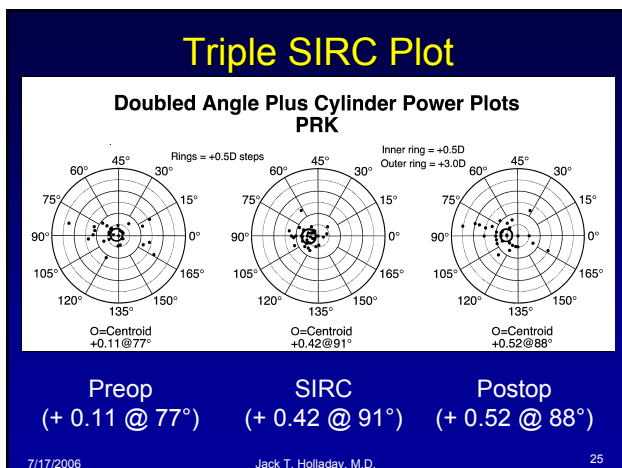 Triple SIRC Plot
Doubled Angle Plus Cylinder Power Plots
PRK
Rings = +0.5D steps
Inner ring = +0.5D
Outer ring = +3.0D
45°
60° 30°
75° 15°
90° 0°
105° 165°
120° 150°
135°
O=Centroid
+0.11@77°
45°
60° 30°
75° 15°
90° 0°
105° 165°
120° 150°
135°
O=Centroid
+0.42@91°
45°
60° 30°
75° 15°
90° 0°
105° 165°
120° 150°
135°
O=Centroid
+0.52@88°
Preop
(+ 0.11 @ 77°)
SIRC
(+ 0.42 @ 91°)
Postop
(+ 0.52 @ 88°)
7/17/2006 Jack T. Holladay, M.D. 25